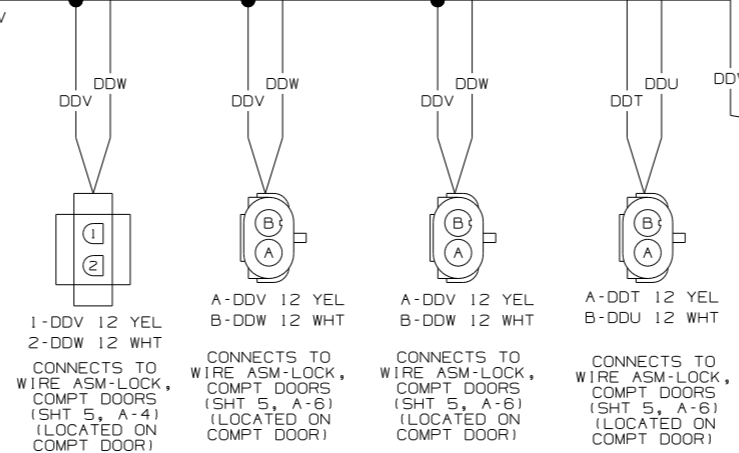 DDW
DDV
DDW
DDV
DDW
DDV
DDU
DDT
1
2
B
A
B
A
B
A
1-DDV 12 YEL
2-DDW 12 WHT
CONNECTS TO
WIRE ASM-LOCK,
COMPT DOORS
(SHT 5, A-4)
(LOCATED ON
COMPT DOOR)
A-DDV 12 YEL
B-DDW 12 WHT
CONNECTS TO
WIRE ASM-LOCK,
COMPT DOORS
(SHT 5, A-6)
(LOCATED ON
COMPT DOOR)
A-DDV 12 YEL
B-DDW 12 WHT
CONNECTS TO
WIRE ASM-LOCK,
COMPT DOORS
(SHT 5, A-6)
(LOCATED ON
COMPT DOOR)
A-DDT 12 YEL
B-DDU 12 WHT
CONNECTS TO
WIRE ASM-LOCK,
COMPT DOORS
(SHT 5, A-6)
(LOCATED ON
COMPT DOOR)